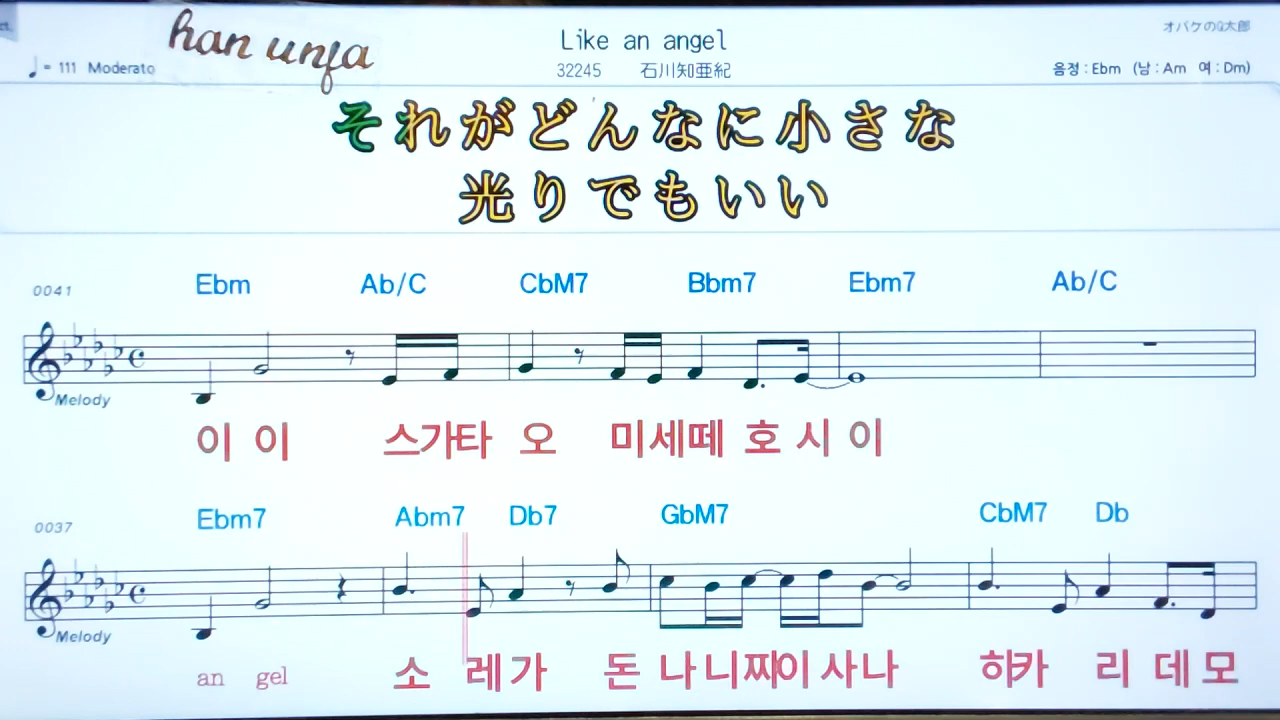 ct.
han unfa
Like an angel
オバケのQ太郎
♩= 111 Moderato
32245 石川知亜紀
음정 : Ebm (남 : Am 여 : Dm)
それがどんなに小さな
光りでもいい
0041 Ebm Ab/C CbM7 Bbm7 Ebm7 Ab/C
Melody
이 이 스가타 오 미세떼 호 시 이
0037 Ebm7 Abm7 Db7 GbM7 CbM7 Db
Melody
an gel 소 레 가 돈 나 니 찌이 사 나 히카 리 데 모